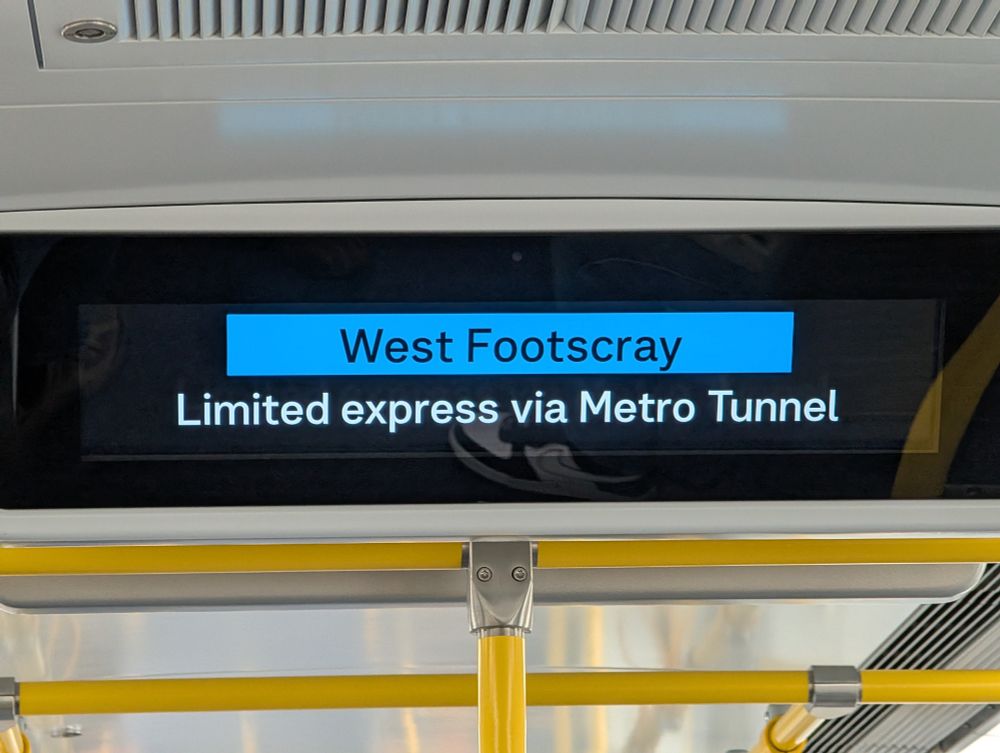 West Footscray
Limited express via Metro Tunnel